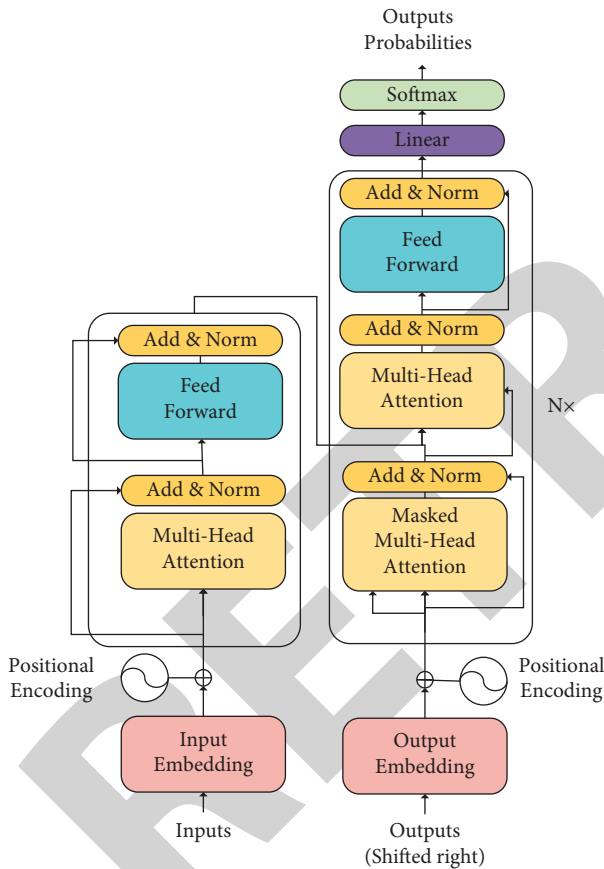 Outputs
Probabilities
Softmax
Linear
Add & Norm
Feed
Forward
Add & Norm
Multi-Head
Attention
N×
Add & Norm
Masked
Multi-Head
Attention
Positional
Encoding
Output
Embedding
Outputs
(Shifted right)
Add & Norm
Feed
Forward
Add & Norm
Multi-Head
Attention
Positional
Encoding
Input
Embedding
Inputs
RETR